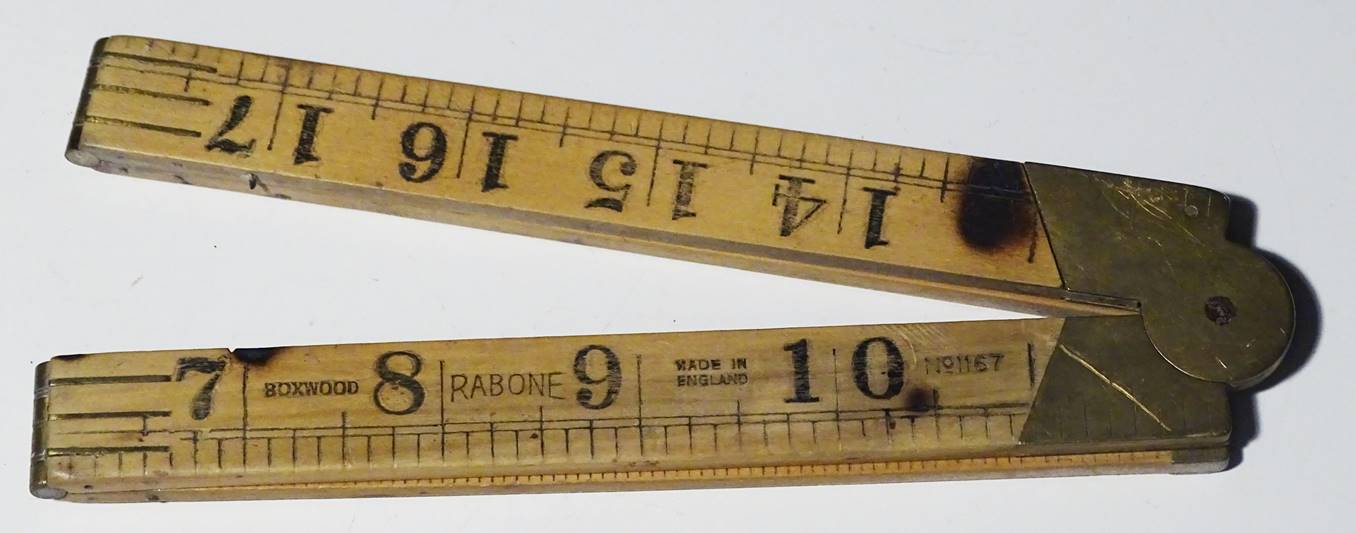 17 16 15 14
7 BOXWOOD 8 RABONE 9 MADE IN 10 Nº1167
ENGLAND